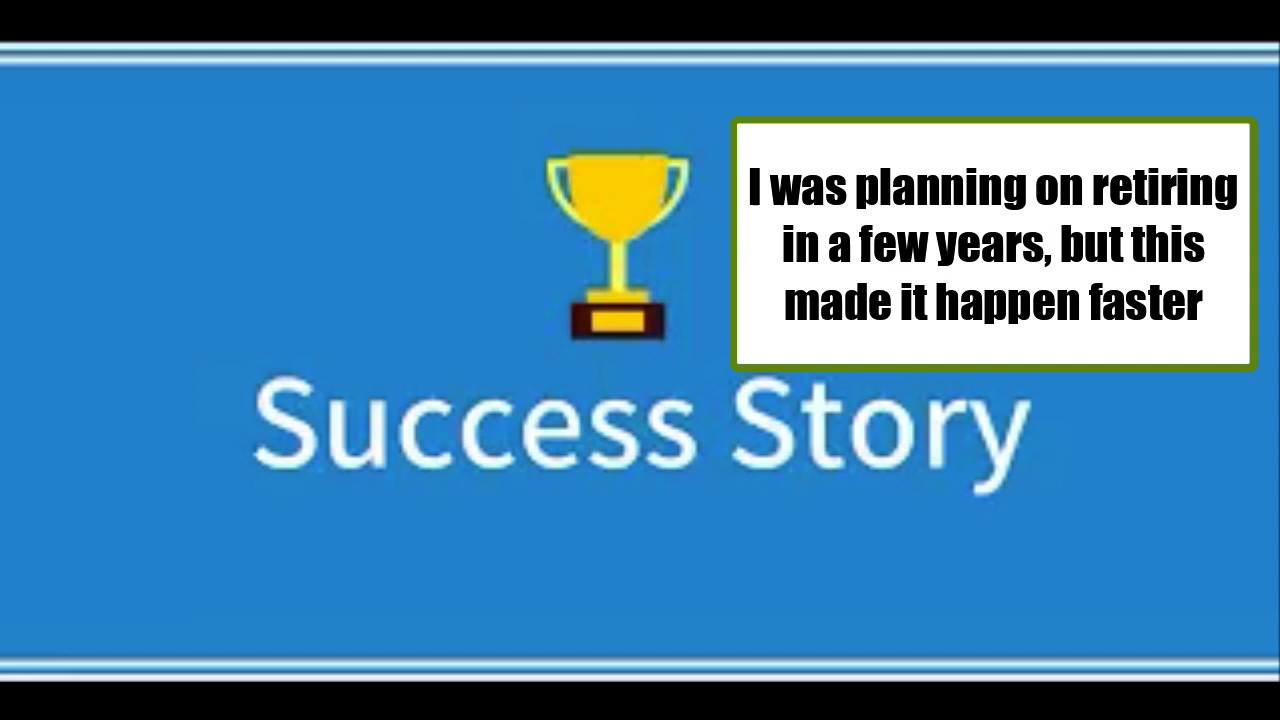 I was planning on retiring
in a few years, but this
made it happen faster
Success Story